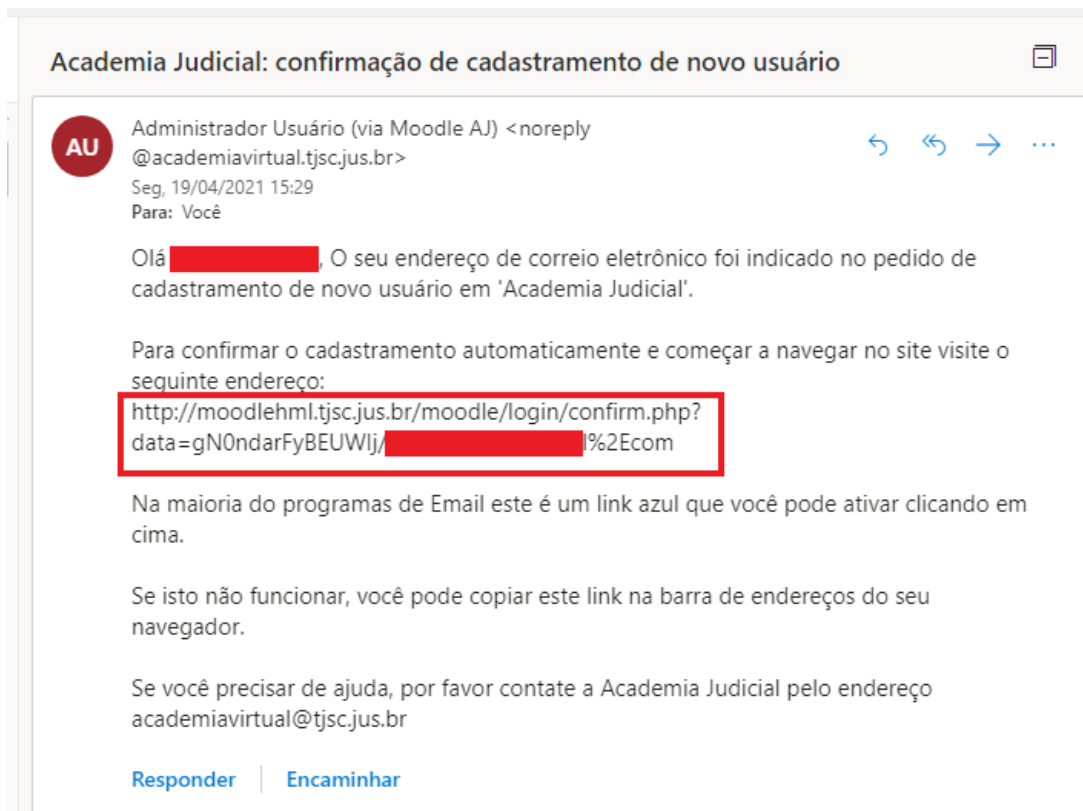 Academia Judicial: confirmação de cadastramento de novo usuário
AU
Administrador Usuário (via Moodle AJ) <noreply
@academiavirtual.tjsc.jus.br>
Seg, 19/04/2021 15:29
Para: Você
Olá , O seu endereço de correio eletrônico foi indicado no pedido de
cadastramento de novo usuário em 'Academia Judicial'.
Para confirmar o cadastramento automaticamente e começar a navegar no site visite o
seguinte endereço:
http://moodlehml.tjsc.jus.br/moodle/login/confirm.php?
data=gN0ndarFyBEUWIj/ l%2Ecom
Na maioria do programas de Email este é um link azul que você pode ativar clicando em
cima.
Se isto não funcionar, você pode copiar este link na barra de endereços do seu
navegador.
Se você precisar de ajuda, por favor contate a Academia Judicial pelo endereço
academiavirtual@tjsc.jus.br
Responder Encaminhar